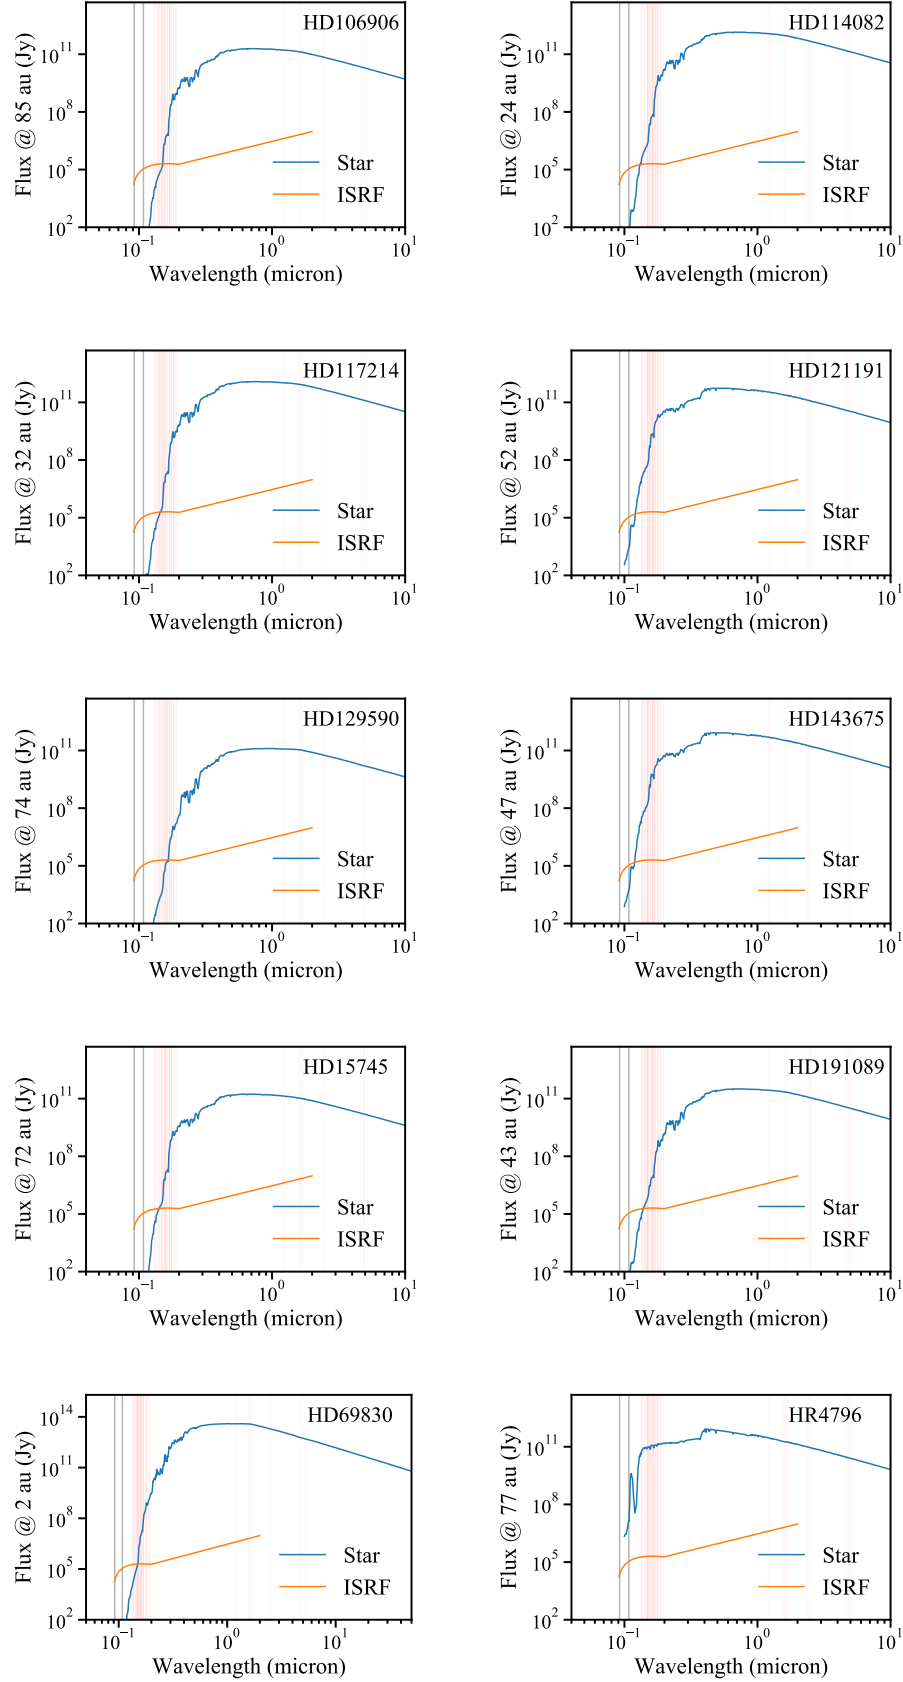 HD106906
Flux @ 85 au (Jy)
10^11
10^8
10^5
10^2
Star
ISRF
10^−1 10^0 10^1
Wavelength (micron)
HD114082
Flux @ 24 au (Jy)
10^11
10^8
10^5
10^2
Star
ISRF
10^−1 10^0 10^1
Wavelength (micron)
HD117214
Flux @ 32 au (Jy)
10^11
10^8
10^5
10^2
Star
ISRF
10^−1 10^0 10^1
Wavelength (micron)
HD121191
Flux @ 52 au (Jy)
10^11
10^8
10^5
10^2
Star
ISRF
10^−1 10^0 10^1
Wavelength (micron)
HD129590
Flux @ 74 au (Jy)
10^11
10^8
10^5
10^2
Star
ISRF
10^−1 10^0 10^1
Wavelength (micron)
HD143675
Flux @ 47 au (Jy)
10^11
10^8
10^5
10^2
Star
ISRF
10^−1 10^0 10^1
Wavelength (micron)
HD15745
Flux @ 72 au (Jy)
10^11
10^8
10^5
10^2
Star
ISRF
10^−1 10^0 10^1
Wavelength (micron)
HD191089
Flux @ 43 au (Jy)
10^11
10^8
10^5
10^2
Star
ISRF
10^−1 10^0 10^1
Wavelength (micron)
HD69830
Flux @ 2 au (Jy)
10^14
10^11
10^8
10^5
10^2
Star
ISRF
10^−1 10^0 10^1
Wavelength (micron)
HR4796
Flux @ 77 au (Jy)
10^11
10^8
10^5
10^2
Star
ISRF
10^−1 10^0 10^1
Wavelength (micron)